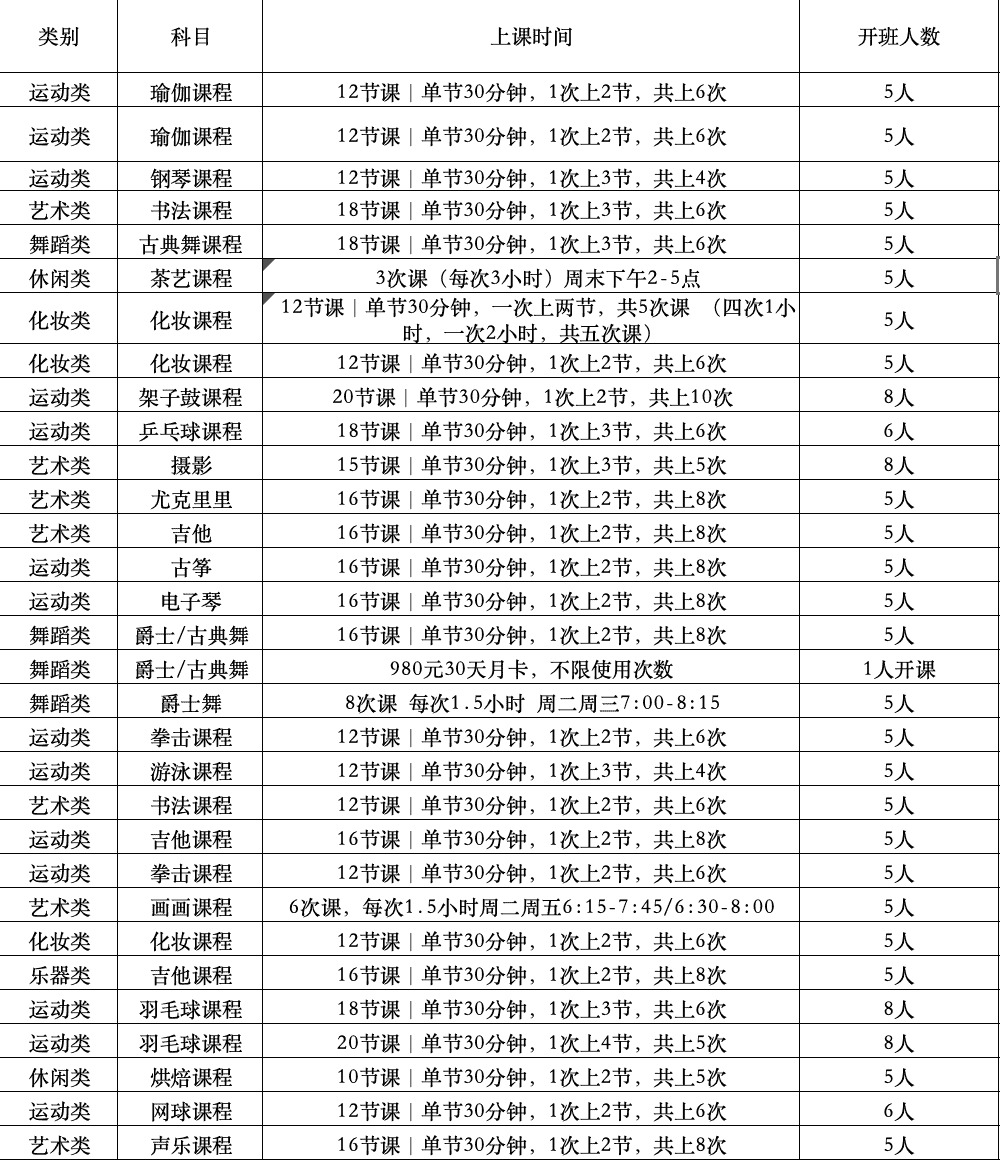 类别 科目 上课时间 开班人数
运动类 瑜伽课程 12节课|单节30分钟，1次上2节，共上6次 5人
运动类 瑜伽课程 12节课|单节30分钟，1次上2节，共上6次 5人
运动类 钢琴课程 12节课|单节30分钟，1次上3节，共上4次 5人
艺术类 书法课程 18节课|单节30分钟，1次上3节，共上6次 5人
舞蹈类 古典舞课程 18节课|单节30分钟，1次上3节，共上6次 5人
休闲类 茶艺课程 3次课（每次3小时）周末下午2-5点 5人
化妆类 化妆课程 12节课|单节30分钟，一次上两节，共5次课 （四次1小 5人
时，一次2小时，共五次课）
化妆类 化妆课程 12节课|单节30分钟，1次上2节，共上6次 5人
运动类 架子鼓课程 20节课|单节30分钟，1次上2节，共上10次 8人
运动类 乒乓球课程 18节课|单节30分钟，1次上3节，共上6次 6人
艺术类 摄影 15节课|单节30分钟，1次上3节，共上5次 8人
艺术类 尤克里里 16节课|单节30分钟，1次上2节，共上8次 5人
艺术类 吉他 16节课|单节30分钟，1次上2节，共上8次 5人
运动类 古筝 16节课|单节30分钟，1次上2节，共上8次 5人
运动类 电子琴 16节课|单节30分钟，1次上2节，共上8次 5人
舞蹈类 爵士/古典舞 16节课|单节30分钟，1次上2节，共上8次 5人
舞蹈类 爵士/古典舞 980元30天月卡，不限使用次数 1人开课
舞蹈类 爵士舞 8次课 每次1.5小时 周二周三7:00-8:15 5人
运动类 拳击课程 12节课|单节30分钟，1次上2节，共上6次 5人
运动类 游泳课程 12节课|单节30分钟，1次上3节，共上4次 5人
艺术类 书法课程 12节课|单节30分钟，1次上2节，共上6次 5人
运动类 吉他课程 16节课|单节30分钟，1次上2节，共上8次 5人
运动类 拳击课程 12节课|单节30分钟，1次上2节，共上6次 5人
艺术类 画画课程 6次课，每次1.5小时周二周五6:15-7:45/6:30-8:00 5人
化妆类 化妆课程 12节课|单节30分钟，1次上2节，共上6次 5人
乐器类 吉他课程 16节课|单节30分钟，1次上2节，共上8次 5人
运动类 羽毛球课程 18节课|单节30分钟，1次上3节，共上6次 8人
运动类 羽毛球课程 20节课|单节30分钟，1次上4节，共上5次 8人
休闲类 烘焙课程 10节课|单节30分钟，1次上2节，共上5次 5人
运动类 网球课程 12节课|单节30分钟，1次上2节，共上6次 6人
艺术类 声乐课程 16节课|单节30分钟，1次上2节，共上8次 5人